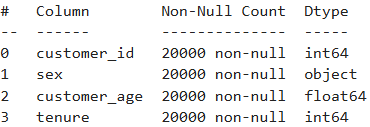 #   Column        Non-Null Count  Dtype
--  ------        --------------  -----
0   customer_id   20000 non-null  int64
1   sex           20000 non-null  object
2   customer_age  20000 non-null  float64
3   tenure        20000 non-null  int64